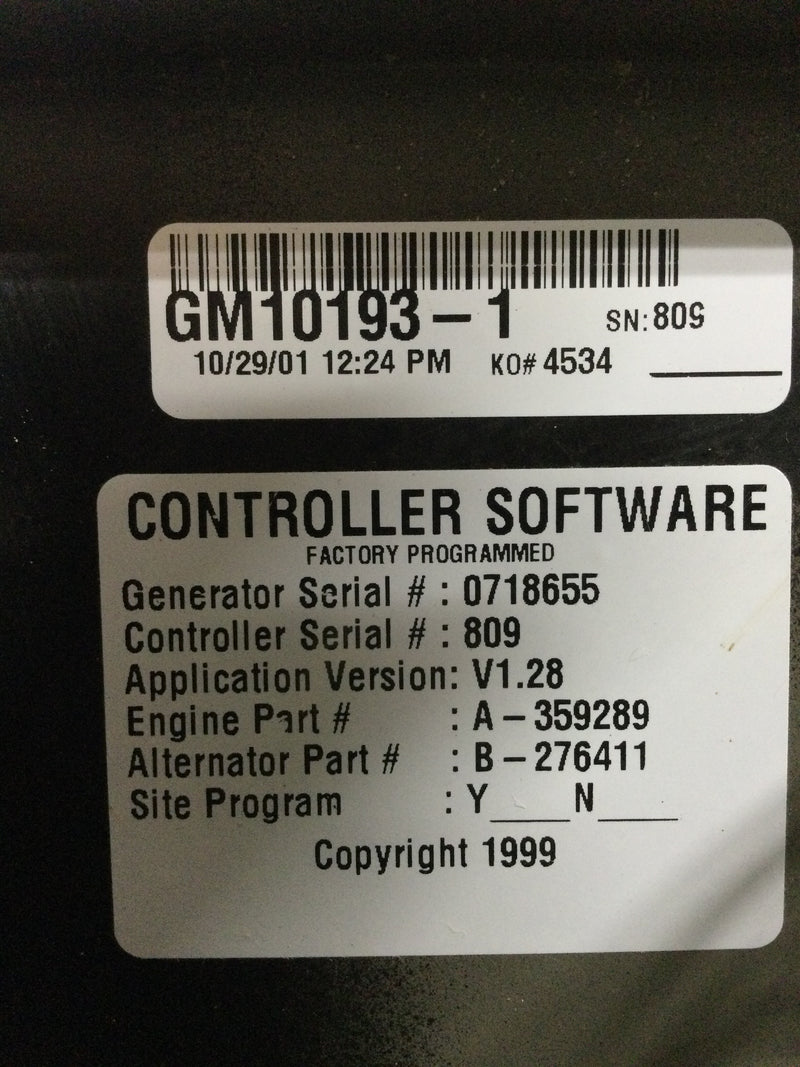 GM10193-1 SN:809
10/29/01 12:24 PM KO# 4534
CONTROLLER SOFTWARE
FACTORY PROGRAMMED
Generator Serial # : 0718655
Controller Serial # : 809
Application Version: V1.28
Engine Part # : A-359289
Alternator Part # : B-276411
Site Program : Y____N____
Copyright 1999